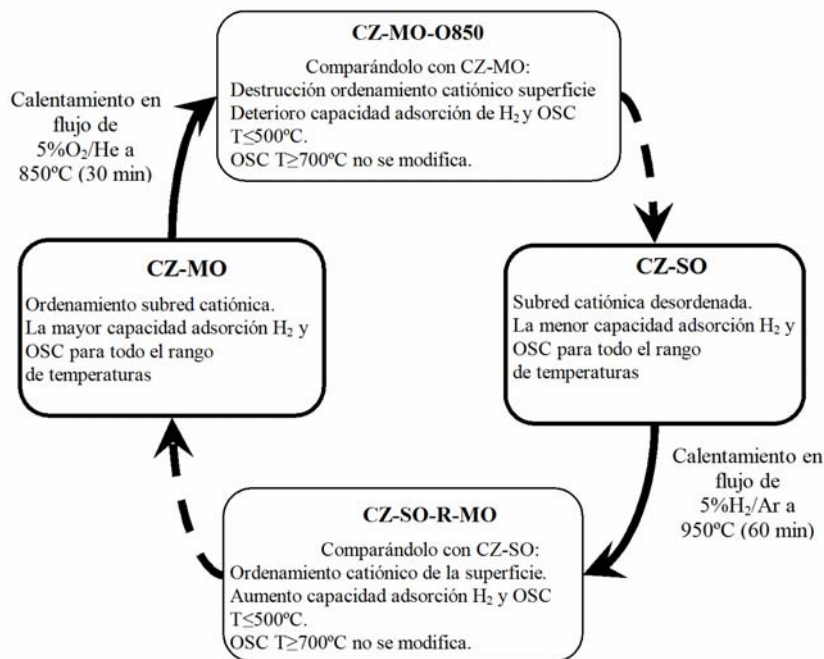 CZ-MO-O850
Comparándolo con CZ-MO:
Destrucción ordenamiento catiónico superficie
Deterioro capacidad adsorción de H₂ y OSC
T≤500ºC.
OSC T≥700ºC no se modifica.
Calentamiento en
flujo de
5%O₂/He a
850ºC (30 min)
CZ-MO
Ordenamiento subred catiónica.
La mayor capacidad adsorción H₂ y
OSC para todo el rango
de temperaturas
CZ-SO
Subred catiónica desordenada.
La menor capacidad adsorción H₂ y
OSC para todo el rango
de temperaturas
Calentamiento en
flujo de
5%H₂/Ar a
950ºC (60 min)
CZ-SO-R-MO
Comparándolo con CZ-SO:
Ordenamiento catiónico de la superficie.
Aumento capacidad adsorción H₂ y OSC
T≤500ºC.
OSC T≥700ºC no se modifica.